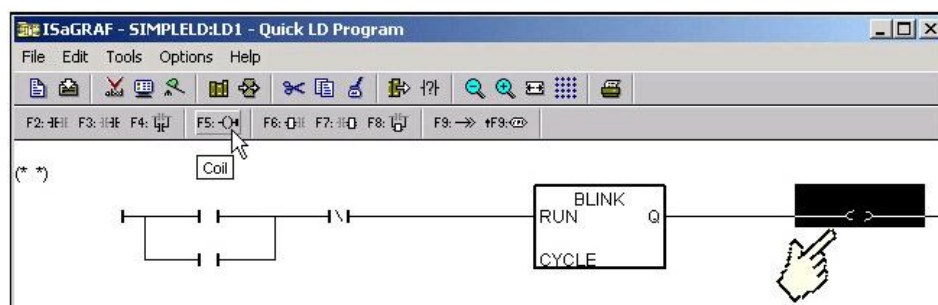 ISaGRAF - SIMPLELD:LD1 - Quick LD Program
File Edit Tools Options Help
F2: F3: F4: F5: F6: F7: F8: F9: ↑F9:
Coil
(* *)
BLINK
RUN Q
CYCLE